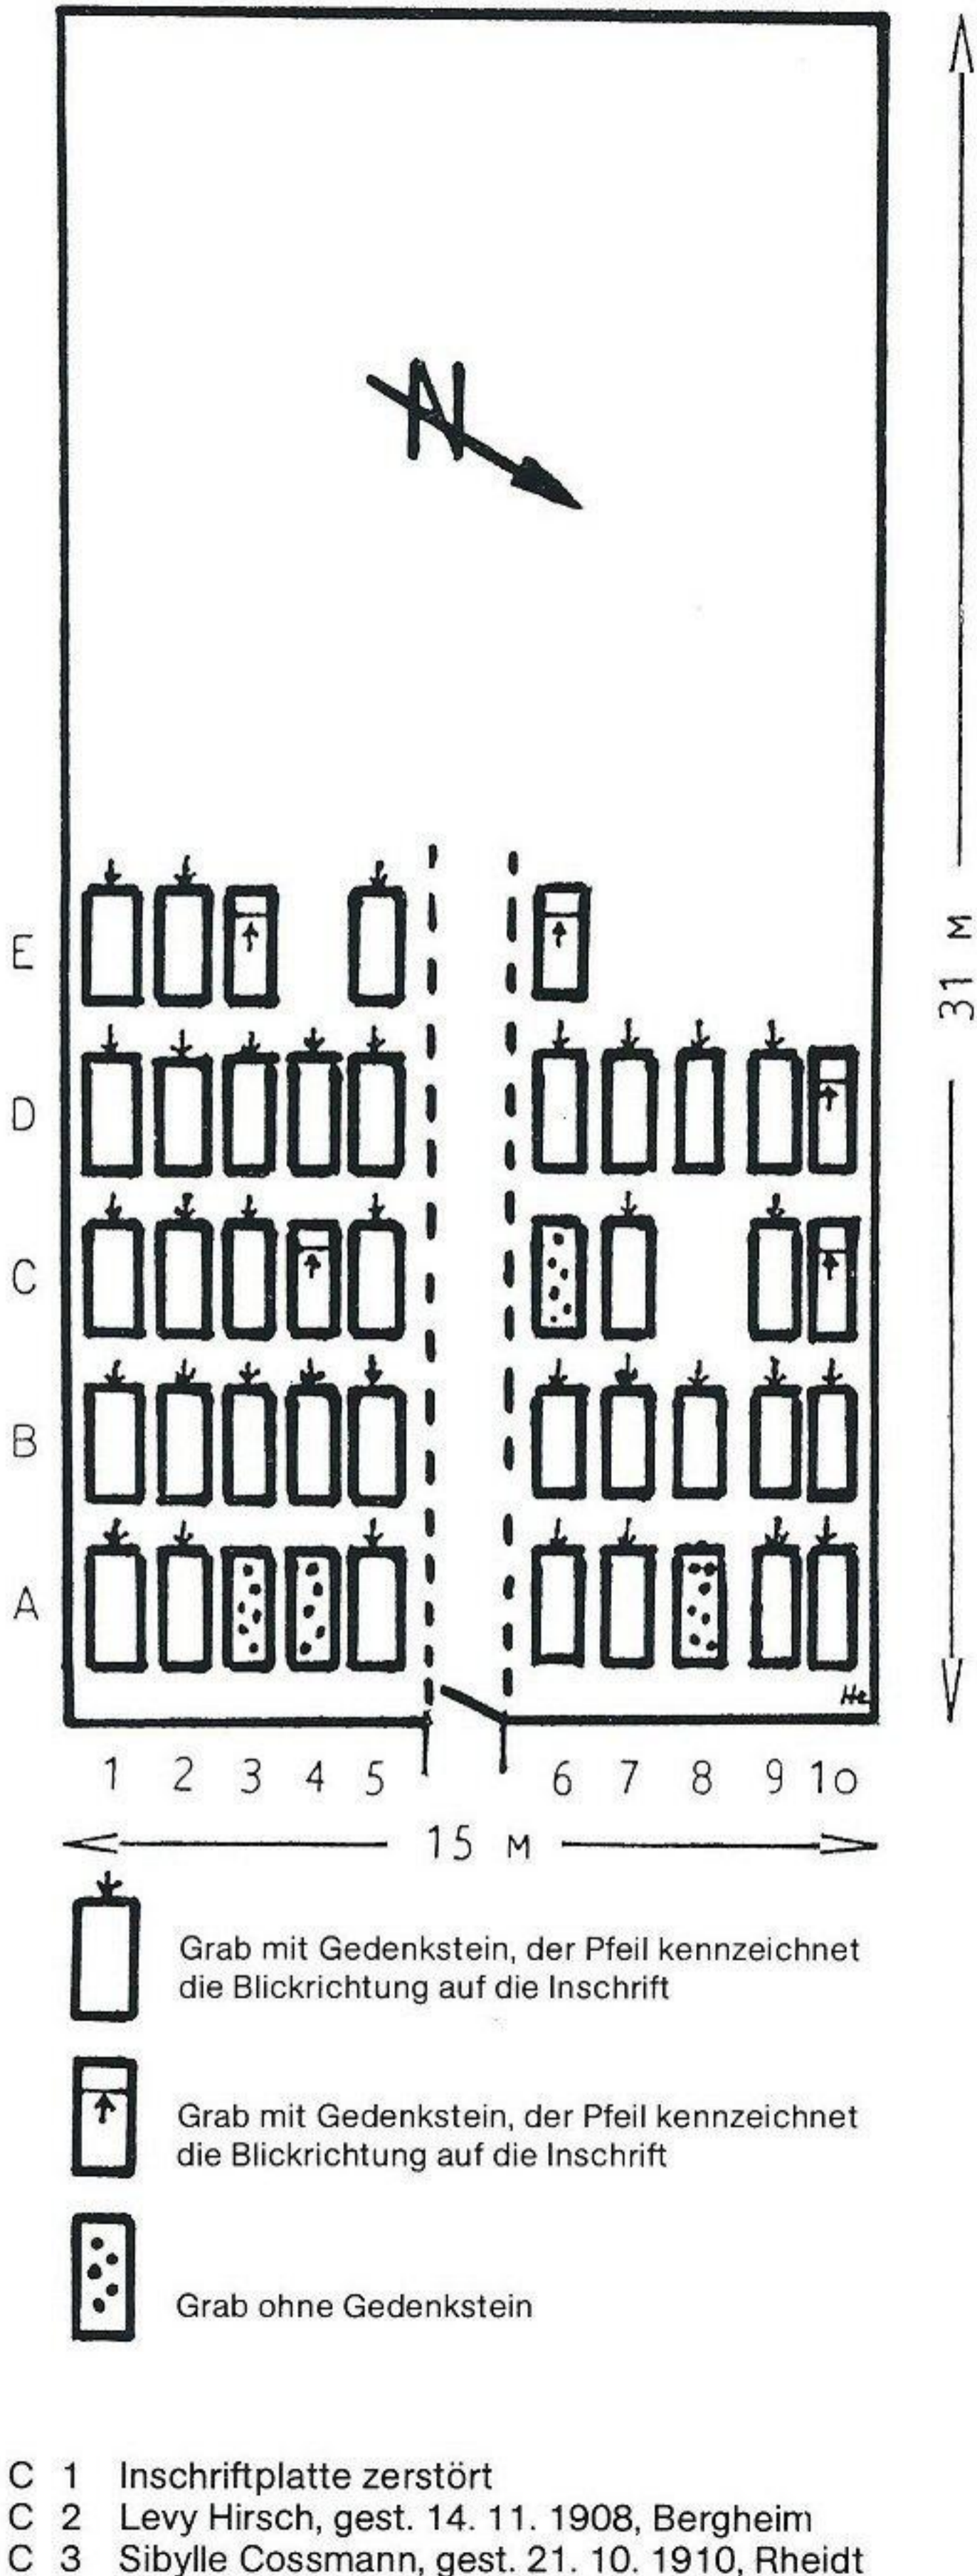 N
31 M
E
D
C
B
A
He
1 2 3 4 5 6 7 8 9 10
15 M
Grab mit Gedenkstein, der Pfeil kennzeichnet
die Blickrichtung auf die Inschrift
Grab mit Gedenkstein, der Pfeil kennzeichnet
die Blickrichtung auf die Inschrift
Grab ohne Gedenkstein
C 1 Inschriftplatte zerstört
C 2 Levy Hirsch, gest. 14. 11. 1908, Bergheim
C 3 Sibylle Cossmann, gest. 21. 10. 1910, Rheidt